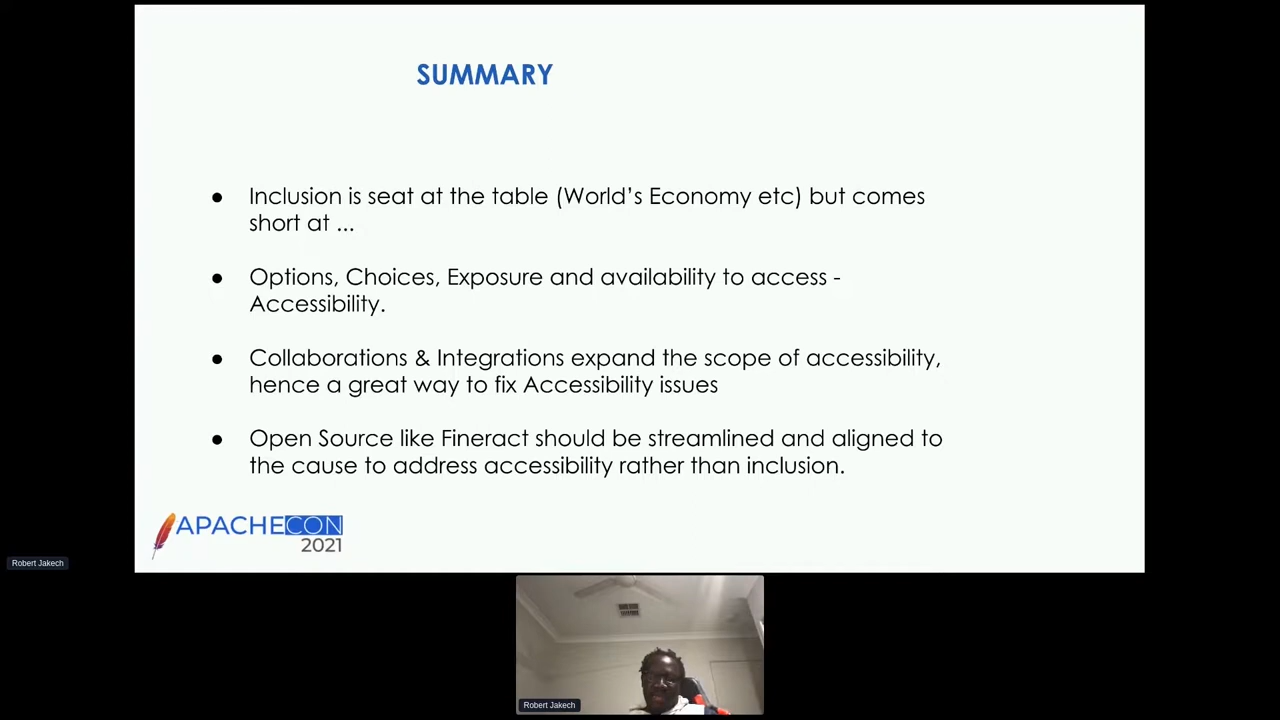 SUMMARY
● Inclusion is seat at the table (World's Economy etc) but comes
short at ...
● Options, Choices, Exposure and availability to access -
Accessibility.
● Collaborations & Integrations expand the scope of accessibility,
hence a great way to fix Accessibility issues
● Open Source like Fineract should be streamlined and aligned to
the cause to address accessibility rather than inclusion.
APACHECON
2021
Robert Jakech
Robert Jakech